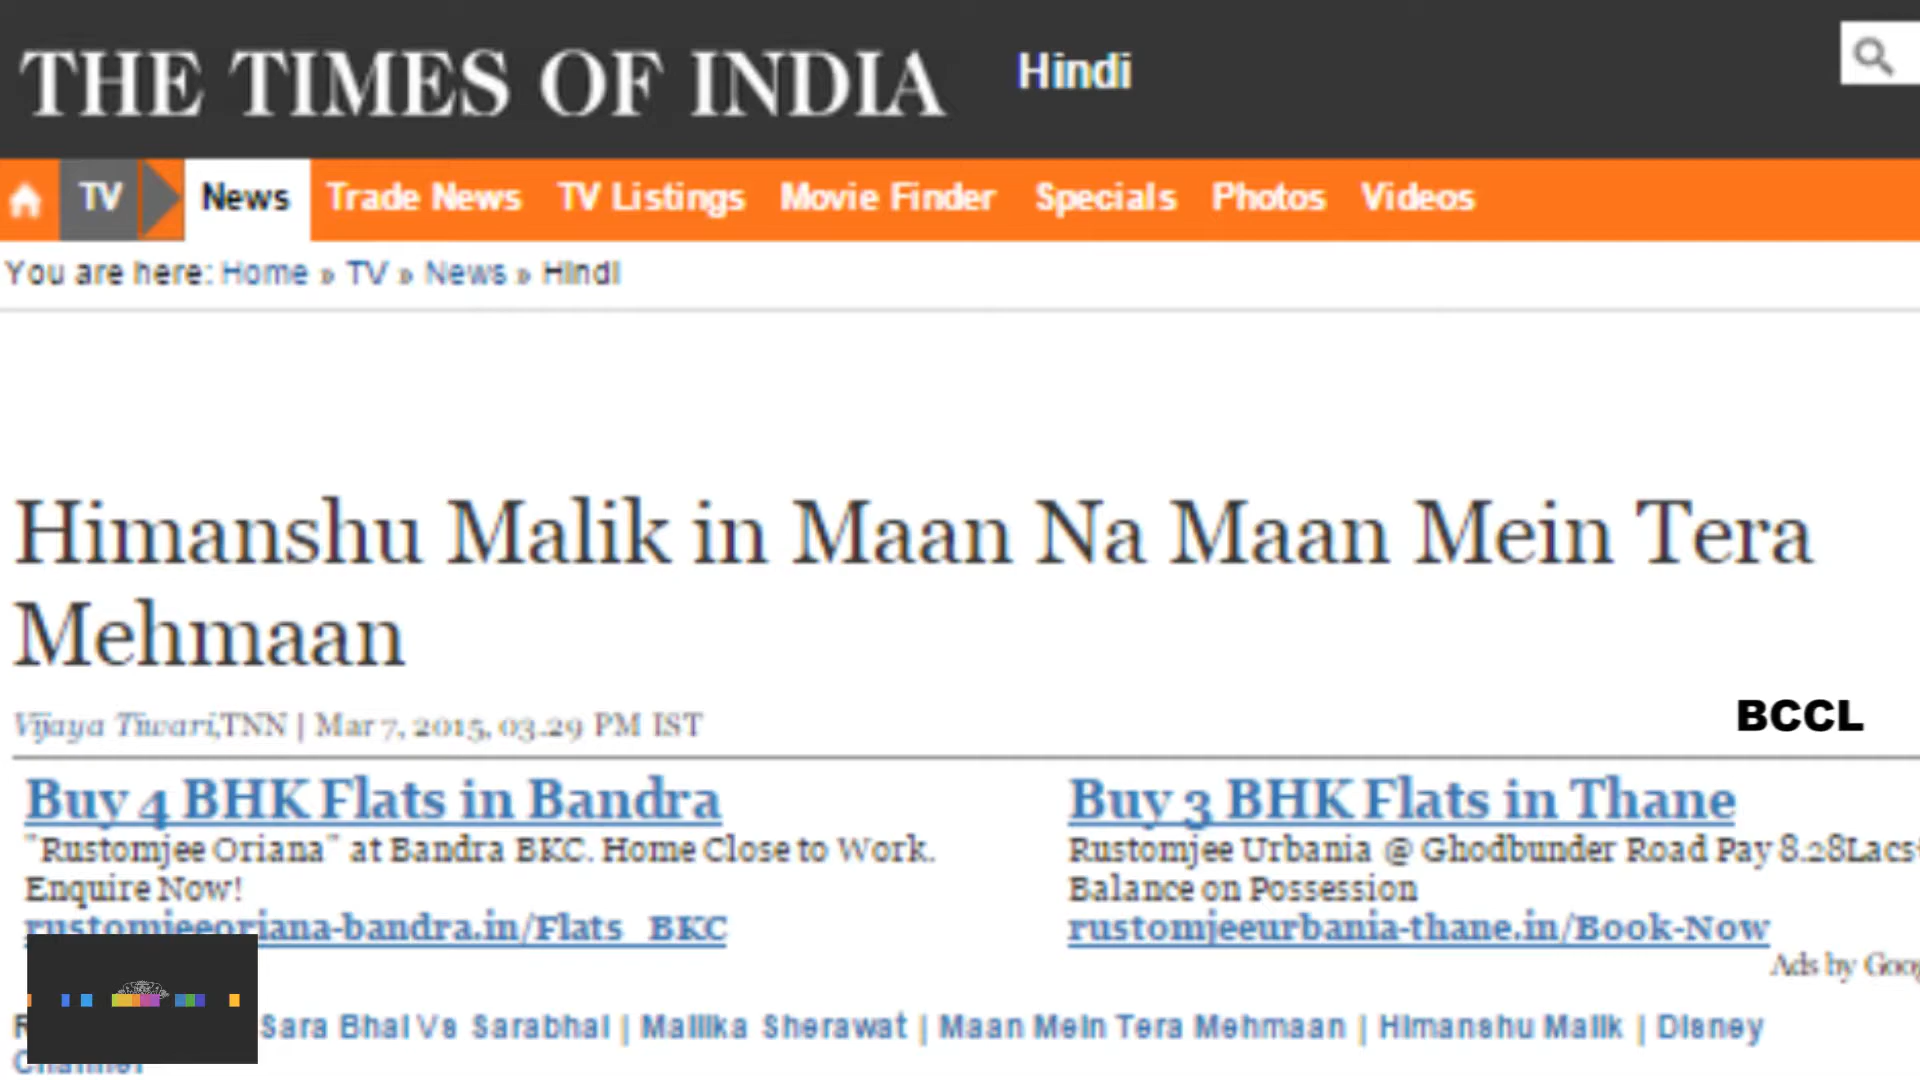 THE TIMES OF INDIA Hindi
TV News Trade News TV Listings Movie Finder Specials Photos Videos
You are here: Home » TV » News » Hindi
Himanshu Malik in Maan Na Maan Mein Tera
Mehmaan
Vijaya Tiwari,TNN | Mar 7, 2015, 03.29 PM IST
BCCL
Buy 4 BHK Flats in Bandra
"Rustomjee Oriana" at Bandra BKC. Home Close to Work.
Enquire Now!
rustomjeeoriana-bandra.in/Flats_BKC
Buy 3 BHK Flats in Thane
Rustomjee Urbania @ Ghodbunder Road Pay 8.28Lacs
Balance on Possession
rustomjeeurbania-thane.in/Book-Now
Ads by Goog
Sara Bhai Vs Sarabhai | Mallika Sherawat | Maan Mein Tera Mehmaan | Himanshu Malik | Disney
Channel